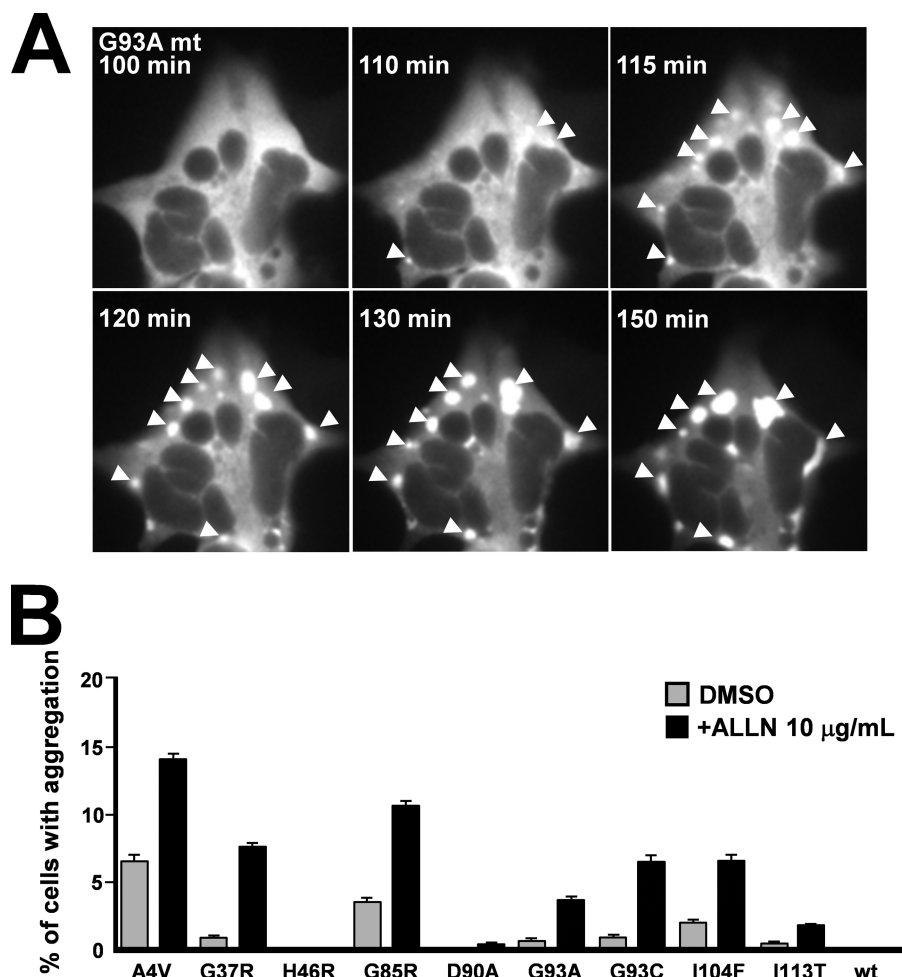 A
G93A mt
100 min
110 min
115 min
120 min
130 min
150 min
B
% of cells with aggregation
20
15
10
5
0
DMSO
+ALLN 10 μg/mL
A4V G37R H46R G85R D90A G93A G93C I104F I113T wt